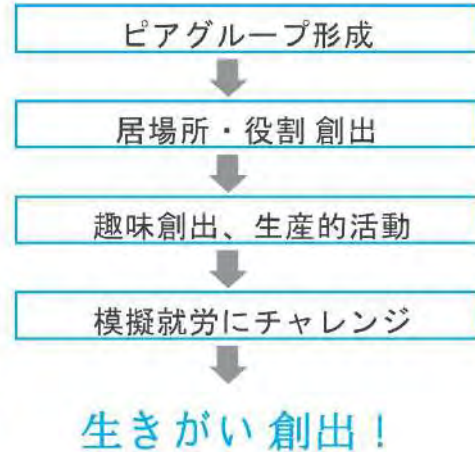 ピアグループ形成
居場所・役割 創出
趣味創出、生産的活動
模擬就労にチャレンジ
生きがい 創出！